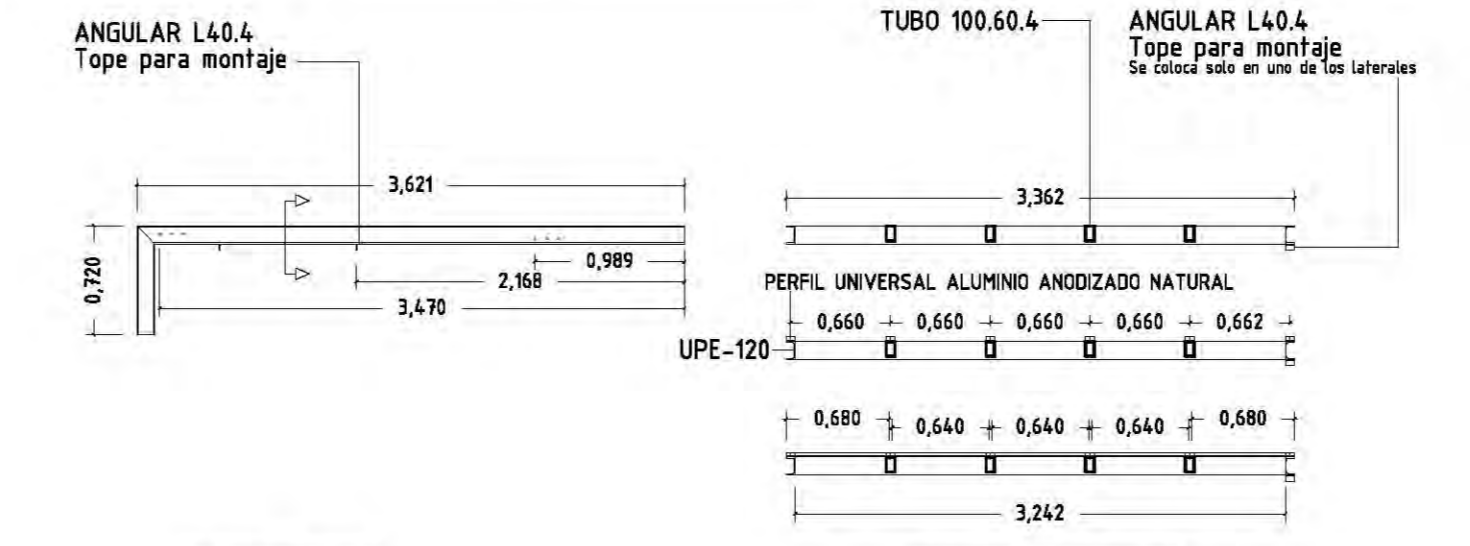 ANGULAR L40.4
Tope para montaje
3,621
0,720
0,989
2,168
3,470
TUBO 100.60.4
ANGULAR L40.4
Tope para montaje
Se coloca solo en uno de los laterales
3,362
PERFIL UNIVERSAL ALUMINIO ANODIZADO NATURAL
0,660 0,660 0,660 0,660 0,662
UPE-120
0,680 0,640 0,640 0,640 0,680
3,242